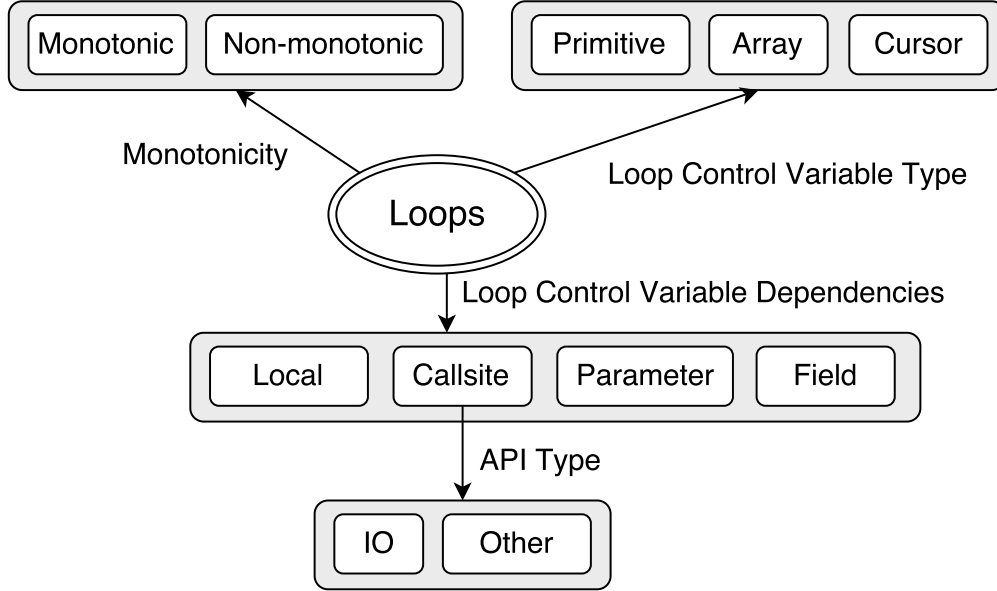 Monotonic
Non-monotonic
Primitive
Array
Cursor
Monotonicity
Loop Control Variable Type
Loops
Loop Control Variable Dependencies
Local
Callsite
Parameter
Field
API Type
IO
Other